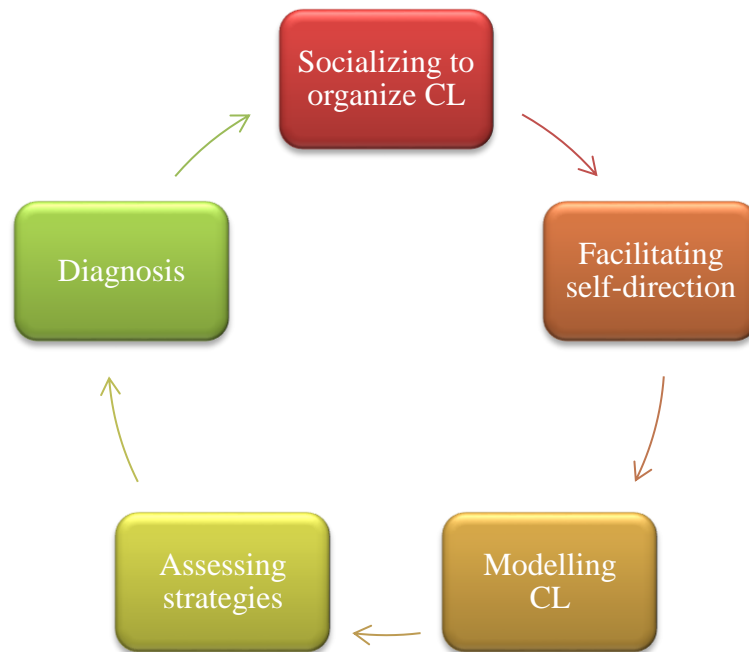 Socializing to
organize CL
Facilitating
self-direction
Modelling
CL
Assessing
strategies
Diagnosis